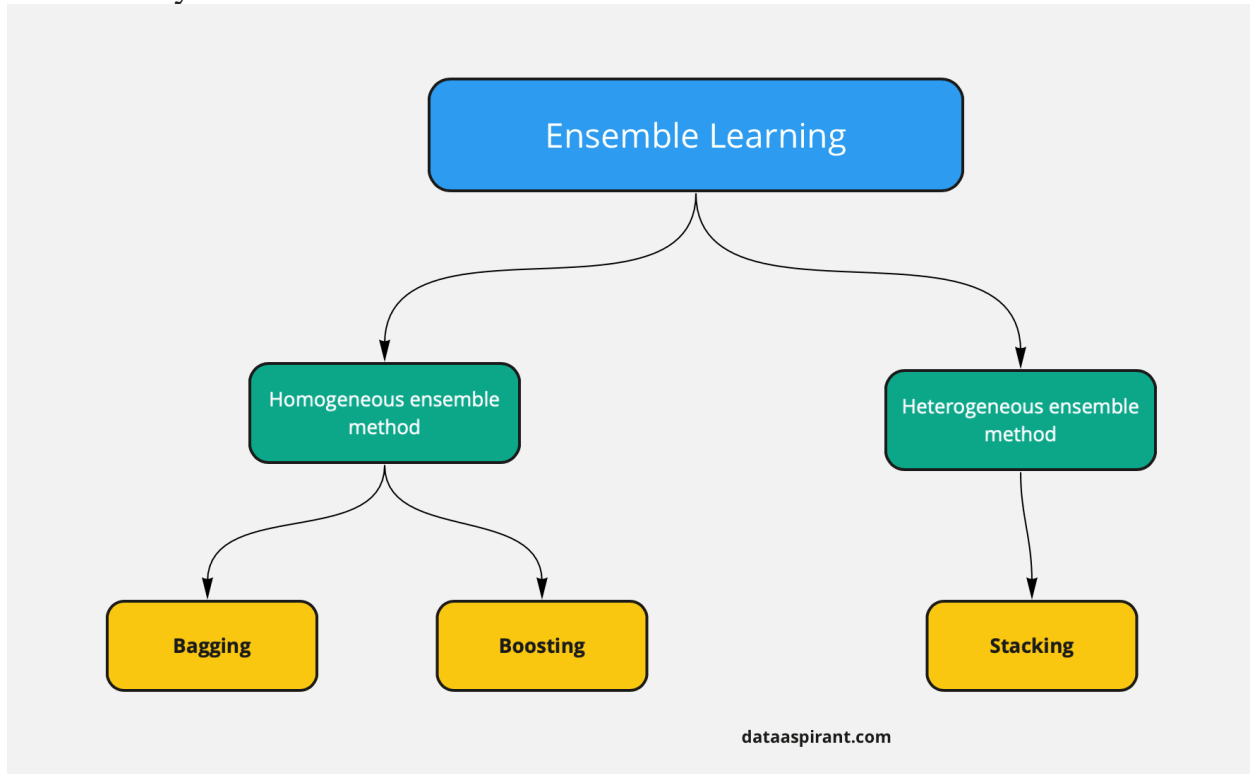 Ensemble Learning
Homogeneous ensemble
method
Heterogeneous ensemble
method
Bagging
Boosting
Stacking
dataaspirant.com